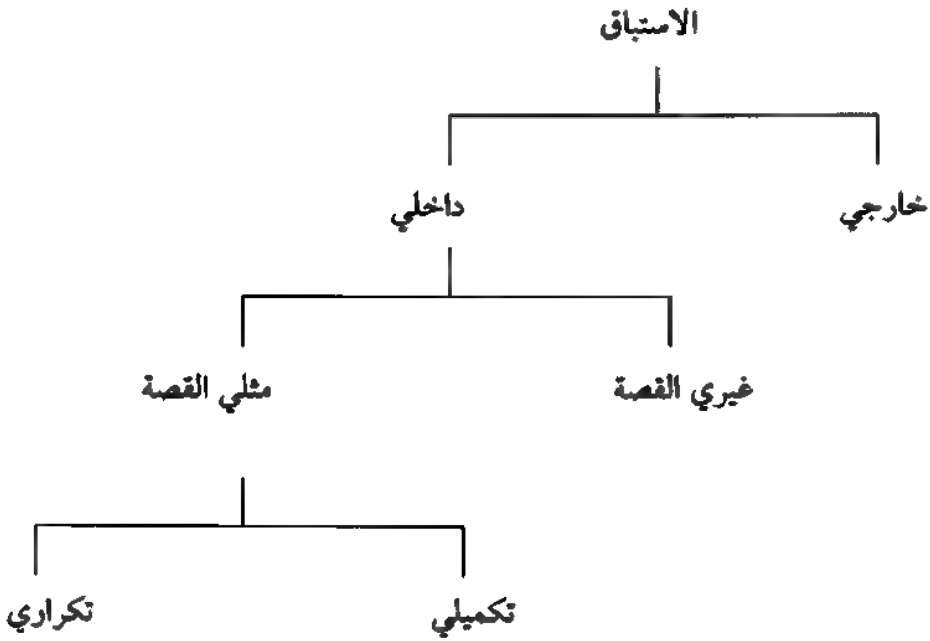 الاستباق
خارجي
داخلي
غيري القصة
مثلي القصة
تكميلي
تكراري